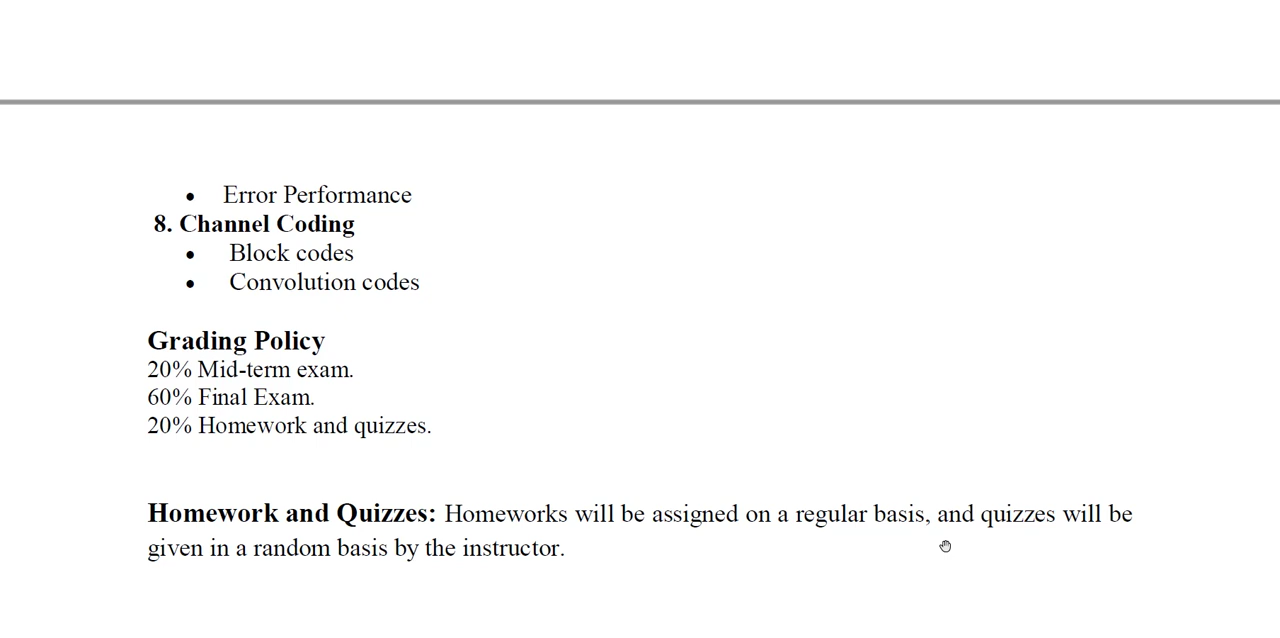 • Error Performance
8. Channel Coding
• Block codes
• Convolution codes
Grading Policy
20% Mid-term exam.
60% Final Exam.
20% Homework and quizzes.
Homework and Quizzes: Homeworks will be assigned on a regular basis, and quizzes will be
given in a random basis by the instructor.